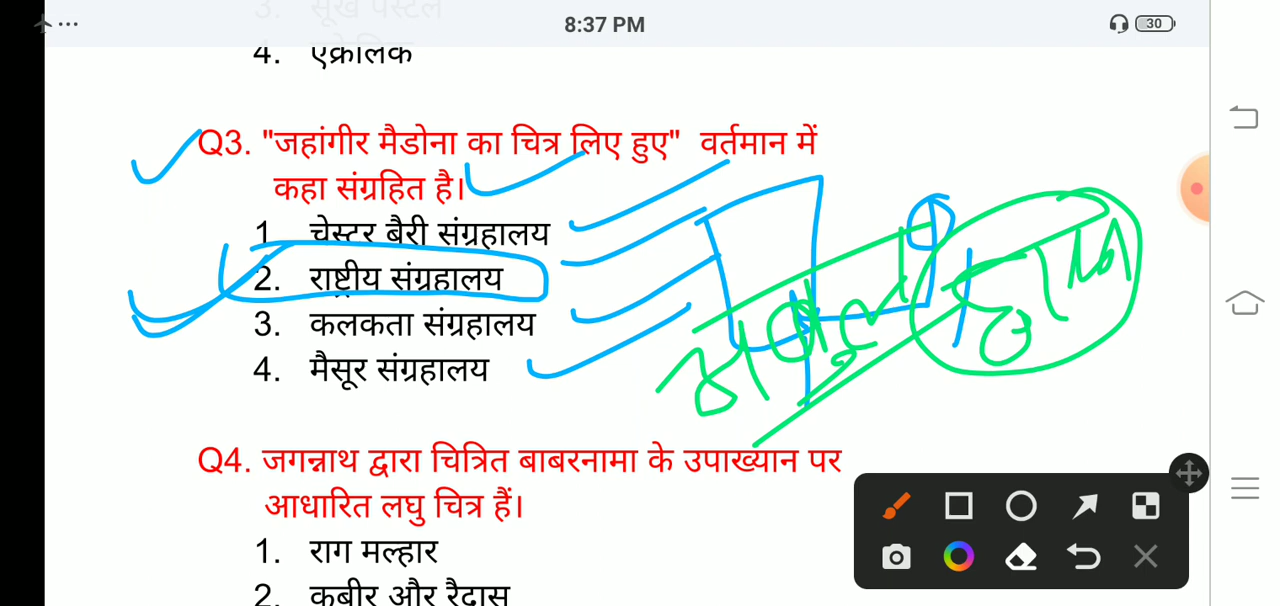 8:37 PM
30
3. सूखे पेस्टल
4. एक्रेलिक
Q3. "जहांगीर मैडोना का चित्र लिए हुए" वर्तमान में
कहा संग्रहित है।
1. चेस्टर बैरी संग्रहालय
2. राष्ट्रीय संग्रहालय
3. कलकता संग्रहालय
4. मैसूर संग्रहालय
Q4. जगन्नाथ द्वारा चित्रित बाबरनामा के उपाख्यान पर
आधारित लघु चित्र हैं।
1. राग मल्हार
2. कबीर और रैदास